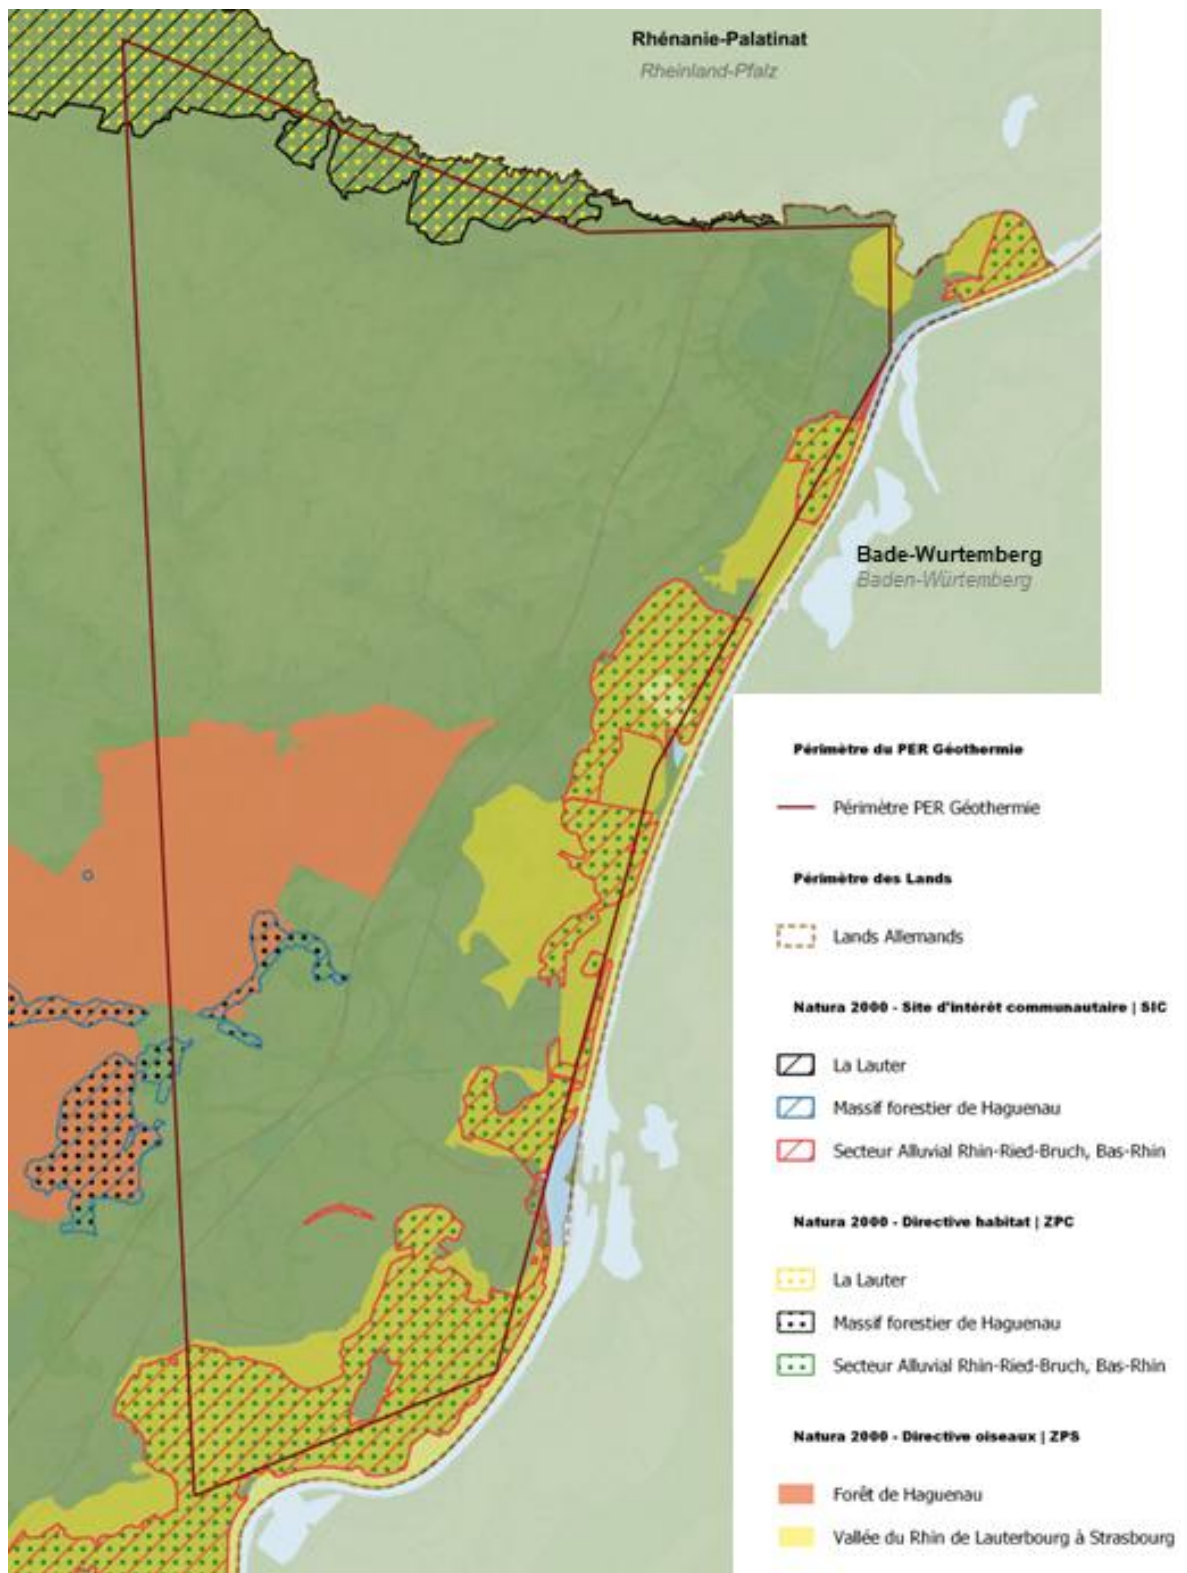 Rhénanie-Palatinat
Rheinland-Pfalz
Bade-Wurtemberg
Baden-Würtemberg
Périmètre du PER Géothermie
Périmètre PER Géothermie
Périmètre des Lands
Lands Allemands
Natura 2000 - Site d'intérêt communautaire | SIC
La Lauter
Massif forestier de Haguenau
Secteur Alluvial Rhin-Ried-Bruch, Bas-Rhin
Natura 2000 - Directive habitat | ZPC
La Lauter
Massif forestier de Haguenau
Secteur Alluvial Rhin-Ried-Bruch, Bas-Rhin
Natura 2000 - Directive oiseaux | ZPS
Forêt de Haguenau
Vallée du Rhin de Lauterbourg à Strasbourg